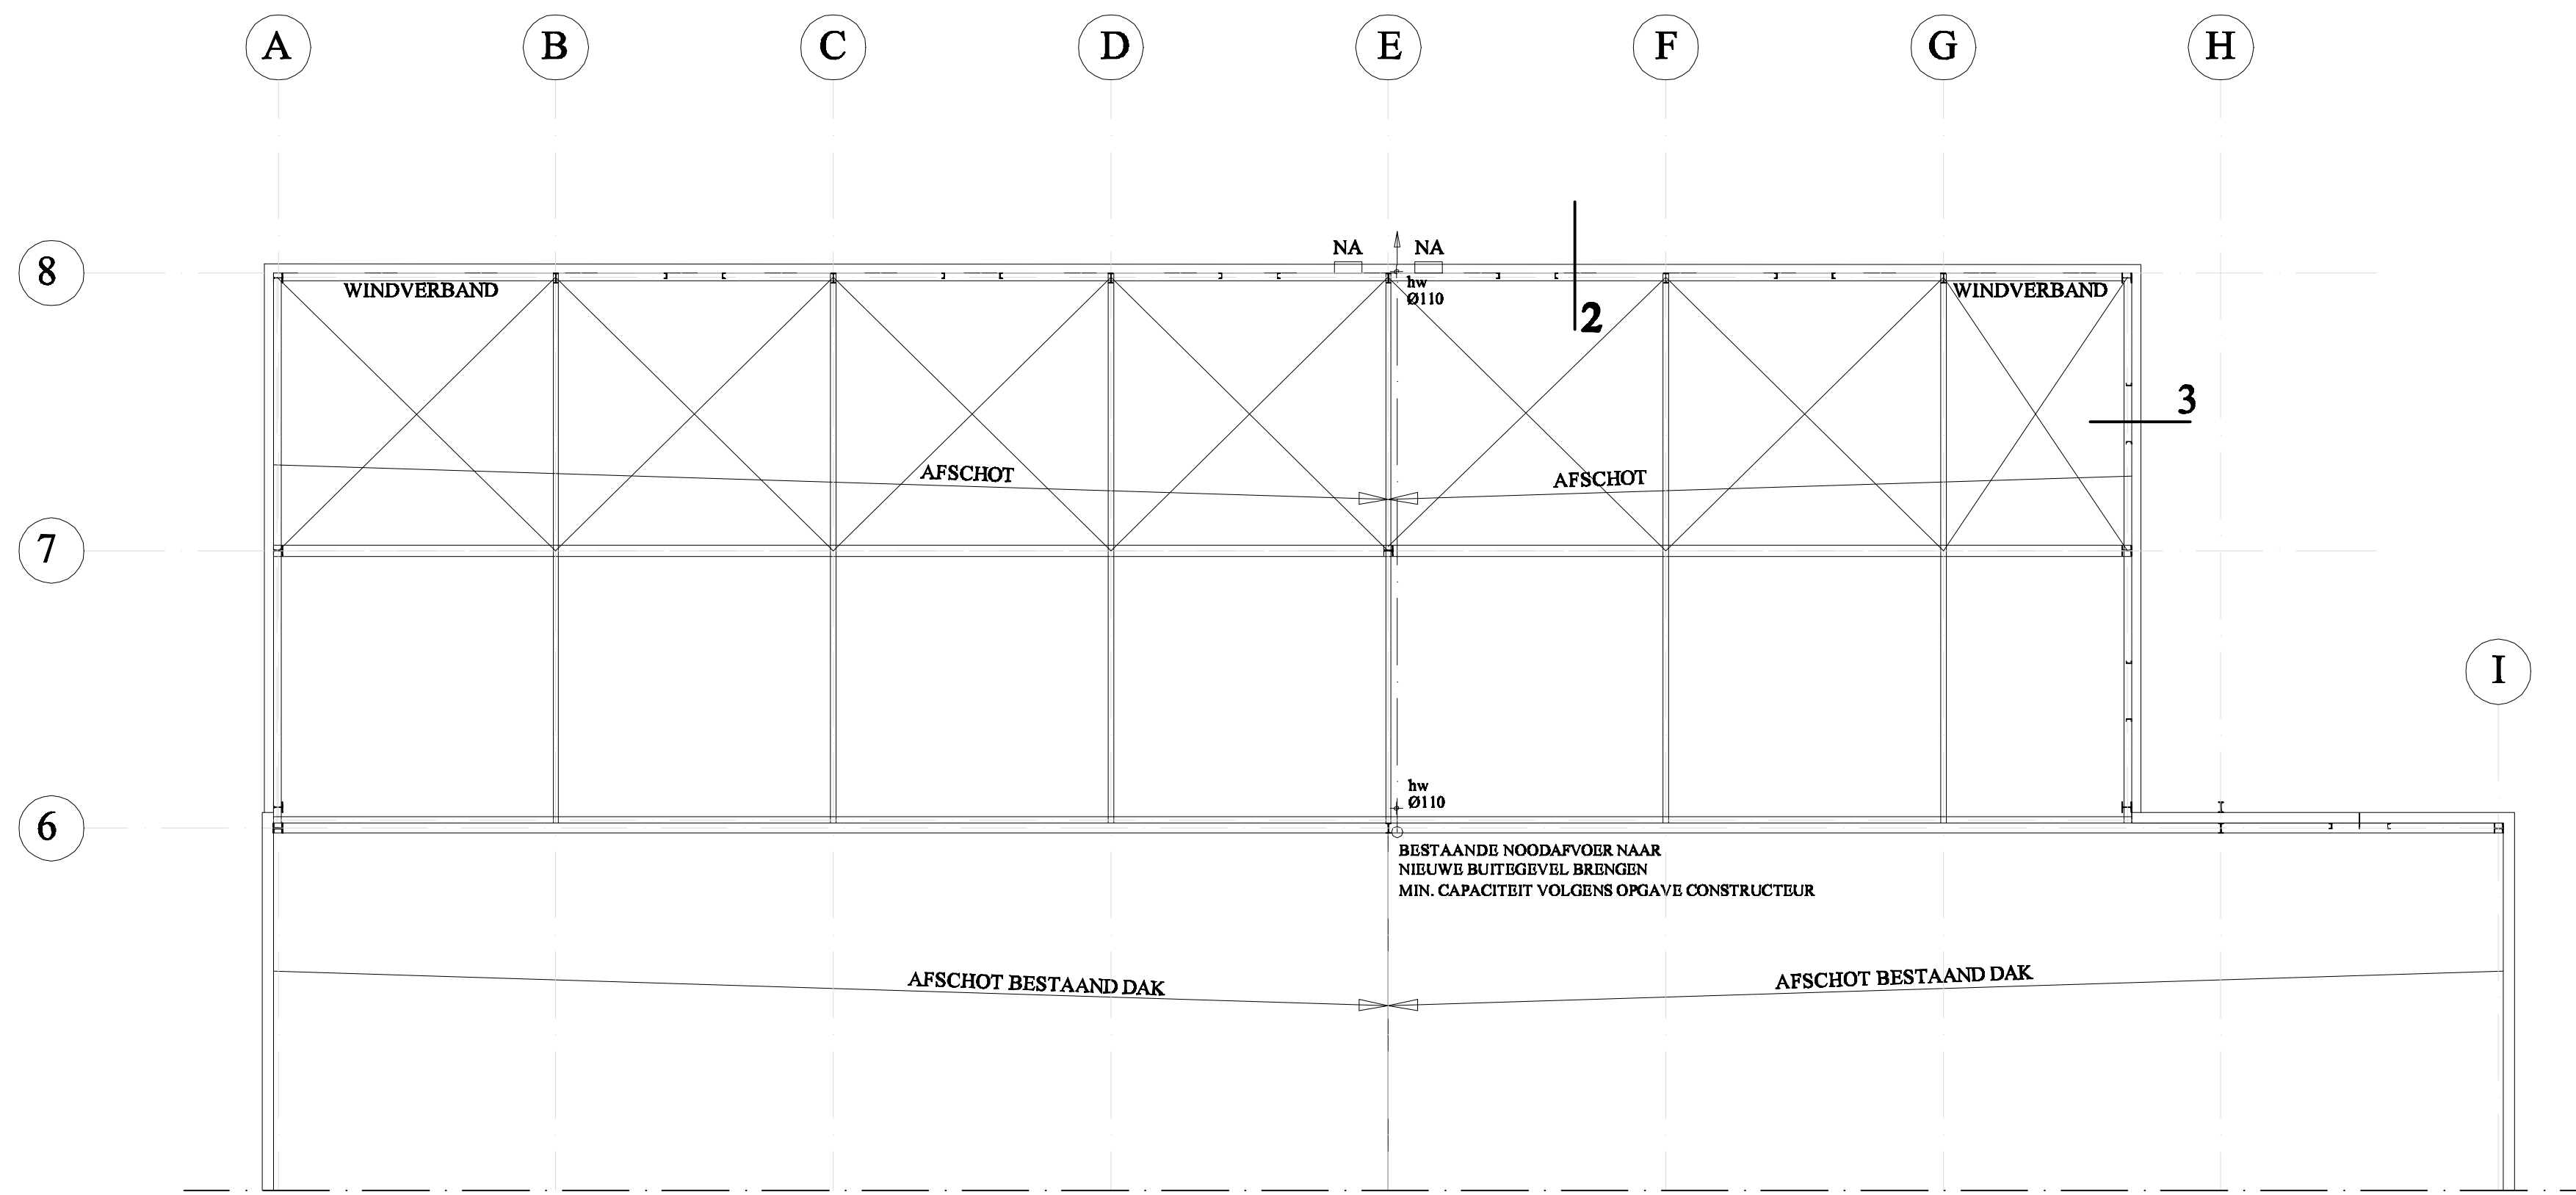 A B C D E F G H
NA NA
8
hw
Ø110
WINDVERBAND WINDVERBAND
2
3
AFSCHOT AFSCHOT
7
I
hw
Ø110
6
BESTAANDE NOODAFVOER NAAR
NIEUWE BUITEGEVEL BRENGEN
MIN. CAPACITEIT VOLGENS OPGAVE CONSTRUCTEUR
AFSCHOT BESTAAND DAK AFSCHOT BESTAAND DAK